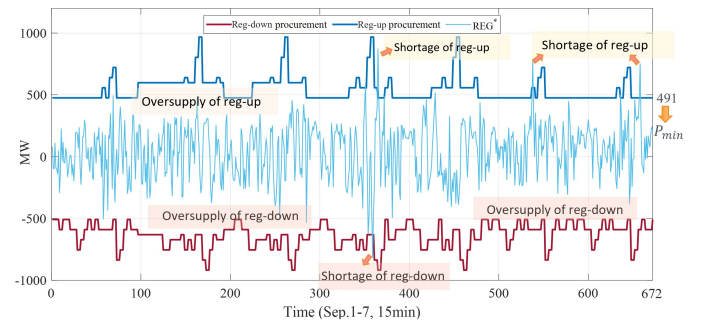 Reg-down procurement Reg-up procurement REG*
Shortage of reg-up
Shortage of reg-up
Oversupply of reg-up
491
P_min
Oversupply of reg-down
Oversupply of reg-down
Shortage of reg-down
1000
500
0
-500
-1000
MW
0 100 200 300 400 500 600 672
Time (Sep.1-7, 15min)